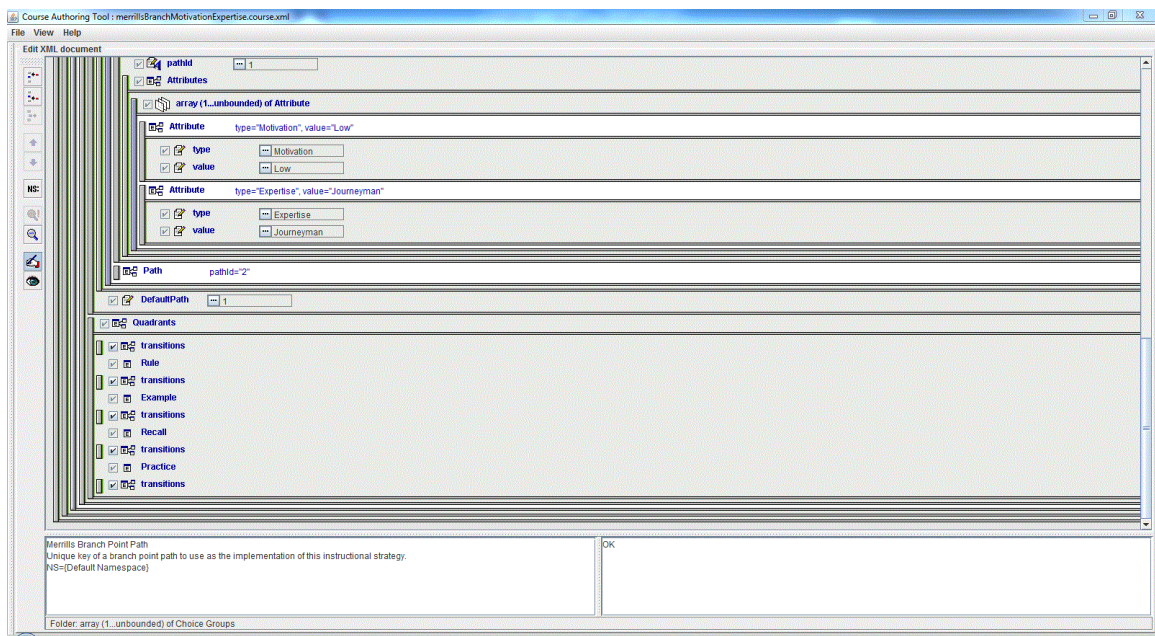 Course Authoring Tool : merrillsBranchMotivationExpertise.course.xml
File View Help
Edit XML document
pathId ... 1
Attributes
array (1...unbounded) of Attribute
Attribute type="Motivation", value="Low"
type ... Motivation
value ... Low
Attribute type="Expertise", value="Journeyman"
type ... Expertise
value ... Journeyman
NS:
Path pathId="2"
DefaultPath ... 1
Quadrants
transitions
Rule
transitions
Example
transitions
Recall
transitions
Practice
transitions
Merrills Branch Point Path
Unique key of a branch point path to use as the implementation of this instructional strategy.
NS={Default Namespace}
OK
Folder: array (1...unbounded) of Choice Groups